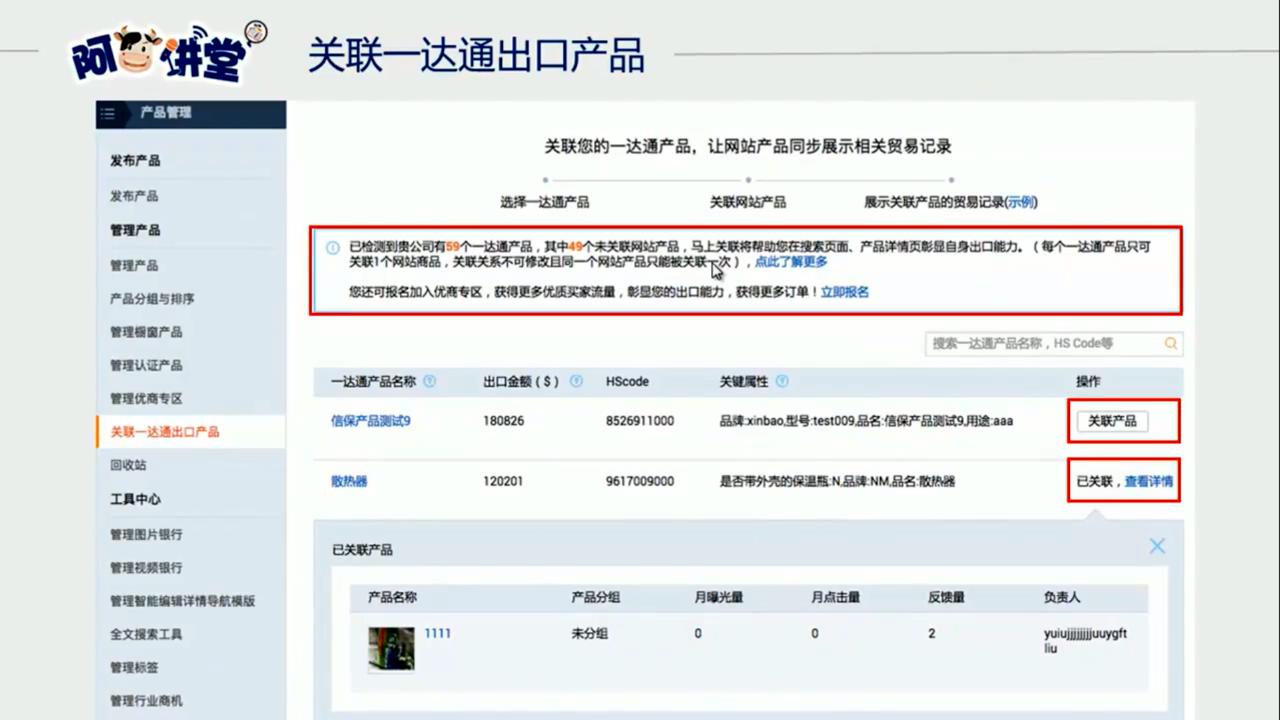 阿牛讲堂
关联一达通出口产品
产品管理
发布产品
发布产品
管理产品
管理产品
产品分组与排序
管理橱窗产品
管理认证产品
管理优商专区
关联一达通出口产品
回收站
工具中心
管理图片银行
管理视频银行
管理智能编辑详情导航模版
全文搜索工具
管理标签
管理行业商机
关联您的一达通产品，让网站产品同步展示相关贸易记录
选择一达通产品 关联网站产品 展示关联产品的贸易记录(示例)
已检测到贵公司有59个一达通产品，其中49个未关联网站产品，马上关联将帮助您在搜索页面、产品详情页彰显自身出口能力。（每个一达通产品只可
关联1个网站商品，关联关系不可修改且同一个网站产品只能被关联一次），点此了解更多
您还可报名加入优商专区，获得更多优质买家流量，彰显您的出口能力，获得更多订单！立即报名
搜索一达通产品名称，HS Code等
一达通产品名称 出口金额 ( $ ) HScode 关键属性 操作
信保产品测试9 180826 8526911000 品牌:xinbao,型号:test009,品名:信保产品测试9,用途:aaa 关联产品
散热器 120201 9617009000 是否带外壳的保温瓶:N,品牌:NM,品名:散热器 已关联，查看详情
已关联产品
产品名称 产品分组 月曝光量 月点击量 反馈量 负责人
1111 未分组 0 0 2
liu